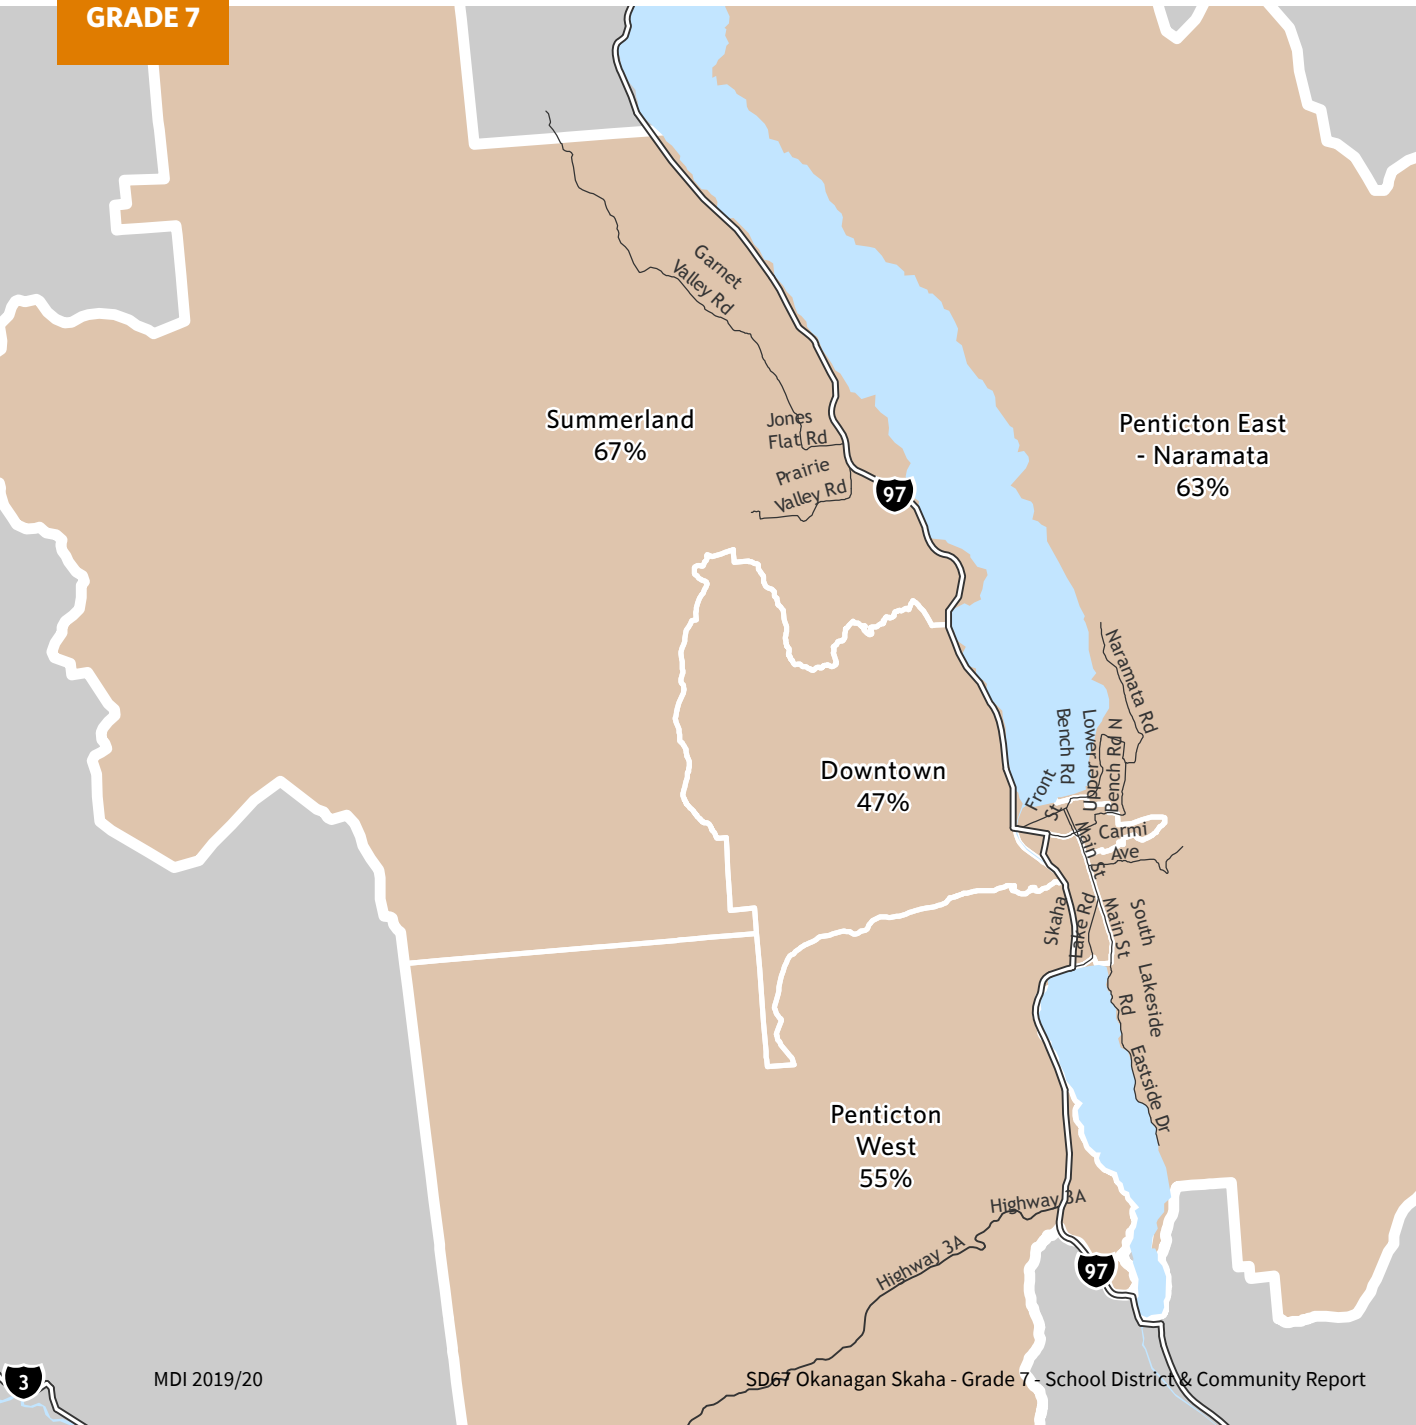 GRADE 7
Garnet
Valley Rd
Summerland
67%
Jones
Flat Rd
Prairie
Valley Rd
97
Penticton East
- Naramata
63%
Naramata Rd
Lower
Bench Rd
Upper
Bench Rd N
Front
St
Downtown
47%
Main St
Carmi
Ave
Skaha
Lake Rd
South
Main St
Lakeside
Rd
Eastside Dr
Penticton
West
55%
Highway 3A
Highway 3A
97
3
MDI 2019/20
SD67 Okanagan Skaha - Grade 7 - School District & Community Report